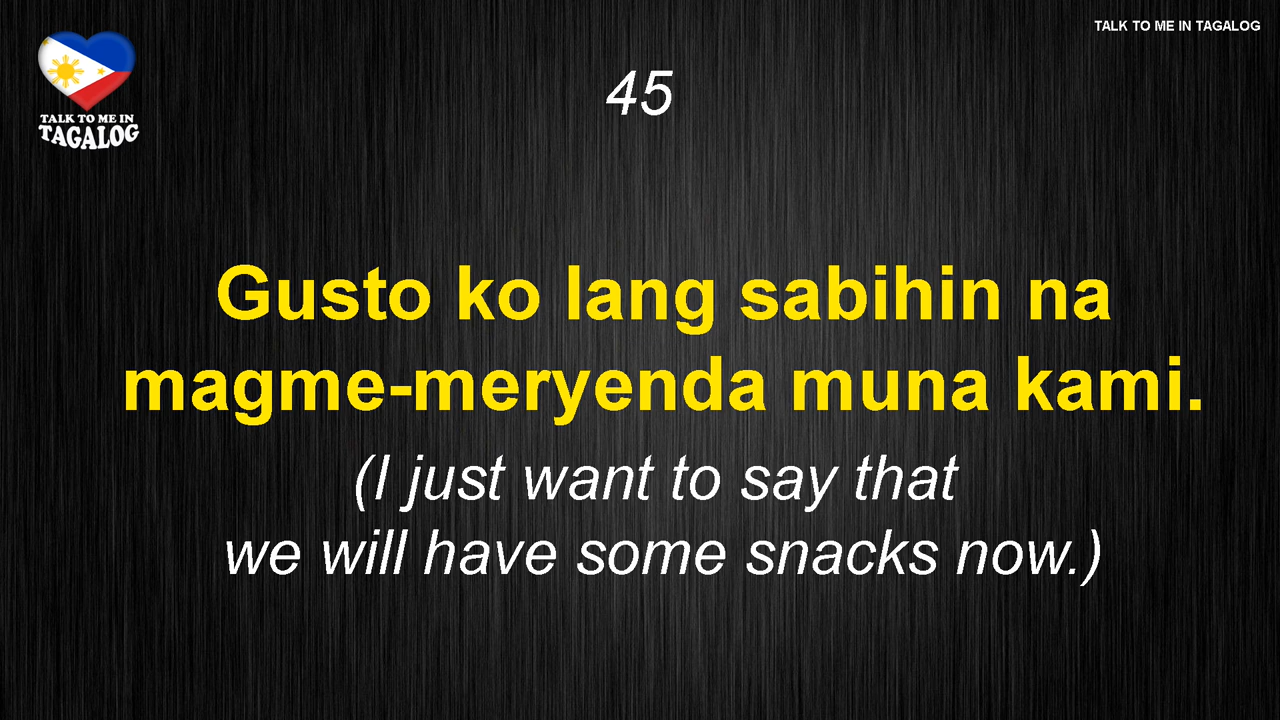 TALK TO ME IN TAGALOG
TALK TO ME IN
TAGALOG
45
Gusto ko lang sabihin na
magme-meryenda muna kami.
(I just want to say that
we will have some snacks now.)